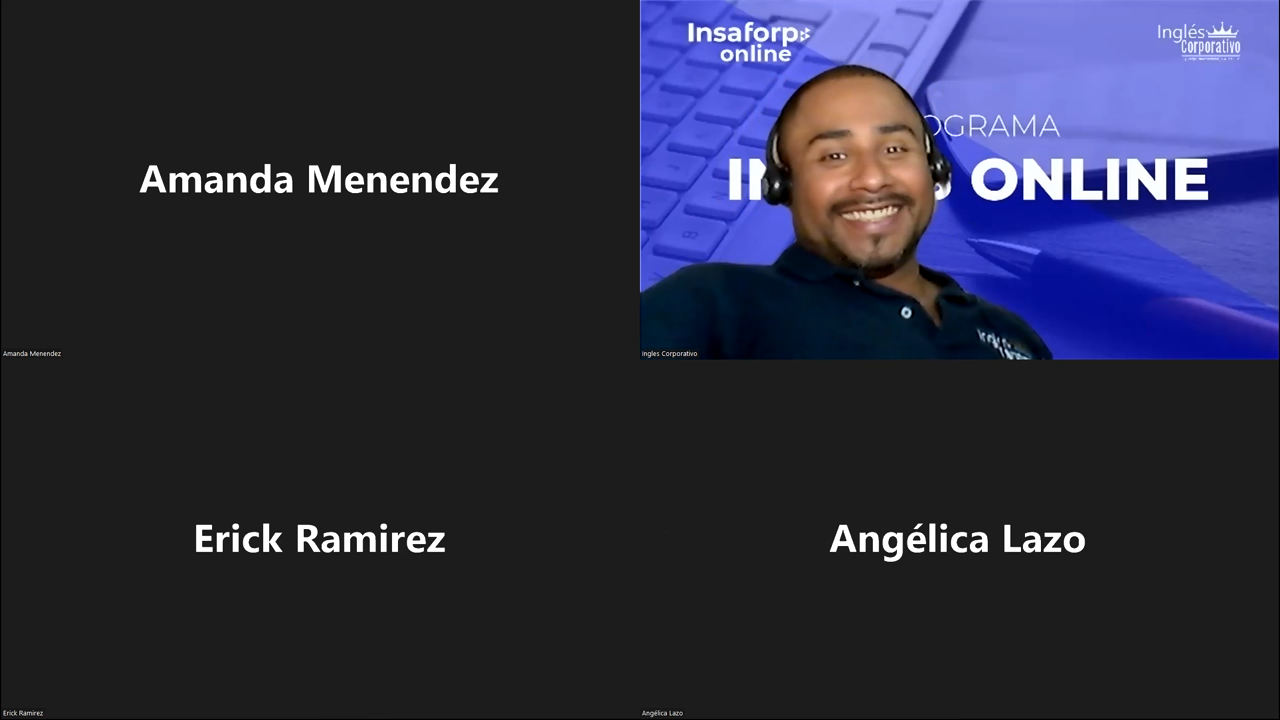 Amanda Menendez
Amanda Menendez
Insaforp
online
Inglés
Corporativo
OGRAMA
ONLINE
Ingles Corporativo
Erick Ramirez
Erick Ramirez
Angélica Lazo
Angélica Lazo